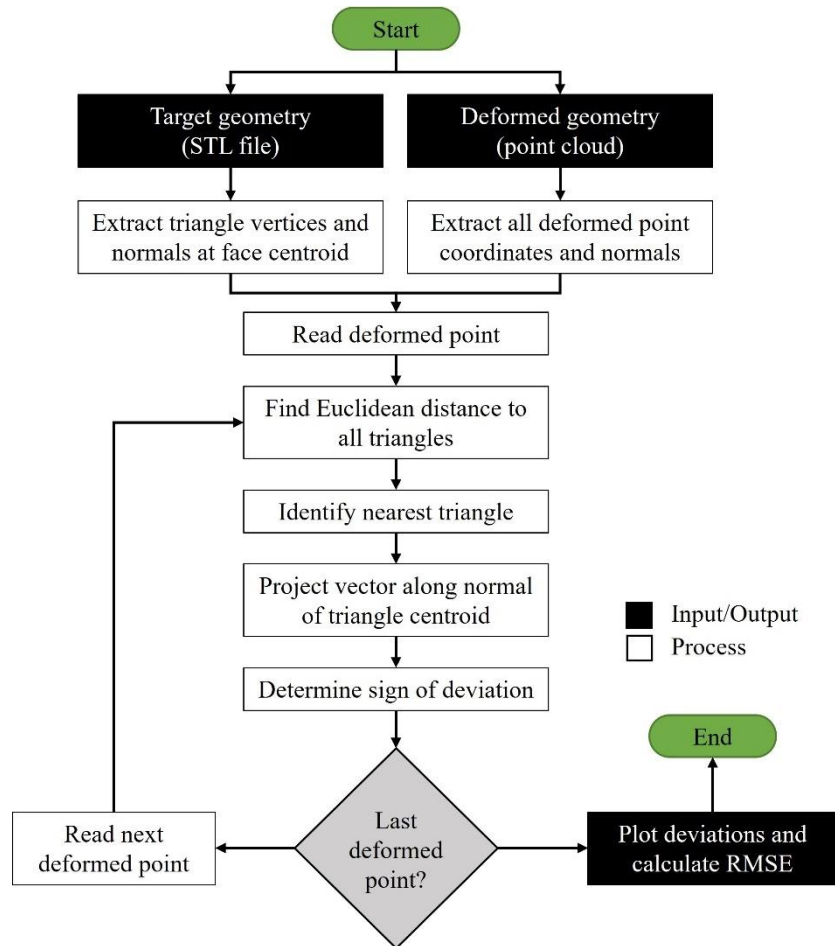 Start
Target geometry
(STL file)
Deformed geometry
(point cloud)
Extract triangle vertices and
normals at face centroid
Extract all deformed point
coordinates and normals
Read deformed point
Find Euclidean distance to
all triangles
Identify nearest triangle
Project vector along normal
of triangle centroid
Input/Output
Process
Determine sign of deviation
End
Read next
deformed point
Last
deformed
point?
Plot deviations and
calculate RMSE